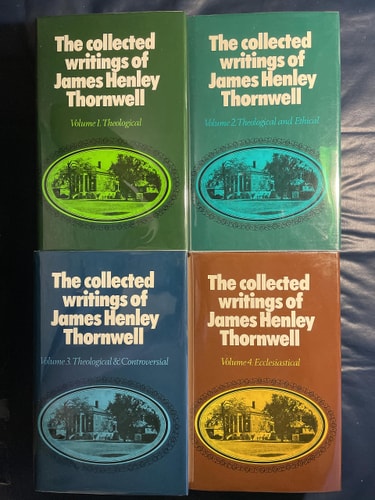 The collected
writings of
James Henley
Thornwell
Volume 1. Theological
The collected
writings of
James Henley
Thornwell
Volume 2. Theological and Ethical
The collected
writings of
James Henley
Thornwell
Volume 3. Theological & Controversial
The collected
writings of
James Henley
Thornwell
Volume 4. Ecclesiastical